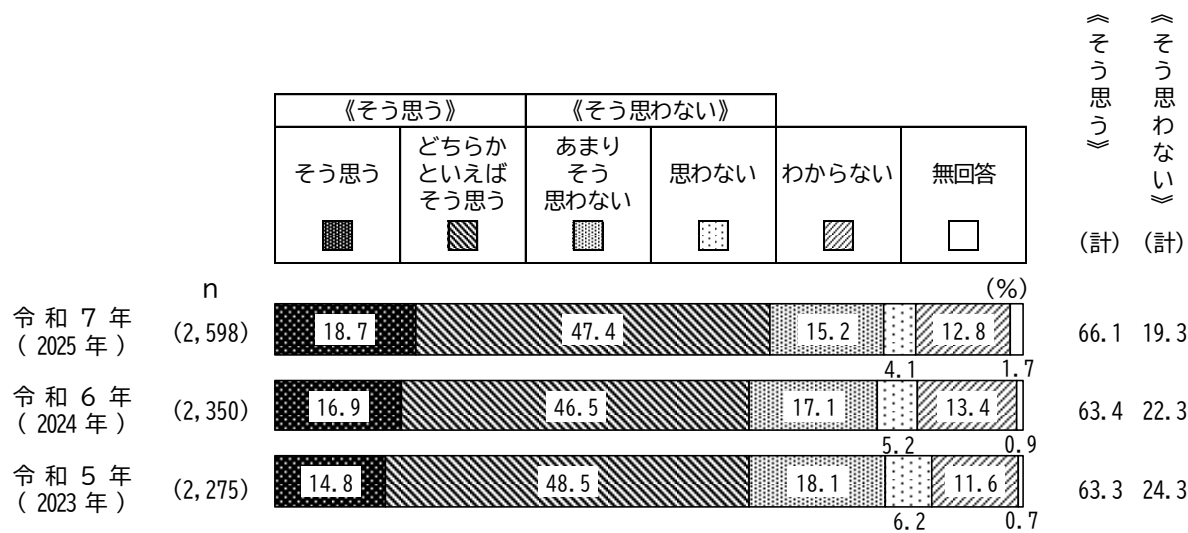 《そう思う》
《そう思わない》
《そう思う》 《そう思わない》
そう思う
どちらか
といえば
そう思う
あまり
そう
思わない
思わない
わからない
無回答
(計) (計)
n
(%)
令和7年
(2025年)
(2,598)
18.7 47.4 15.2 4.1 12.8 1.7
66.1 19.3
令和6年
(2024年)
(2,350)
16.9 46.5 17.1 5.2 13.4 0.9
63.4 22.3
令和5年
(2023年)
(2,275)
14.8 48.5 18.1 6.2 11.6 0.7
63.3 24.3